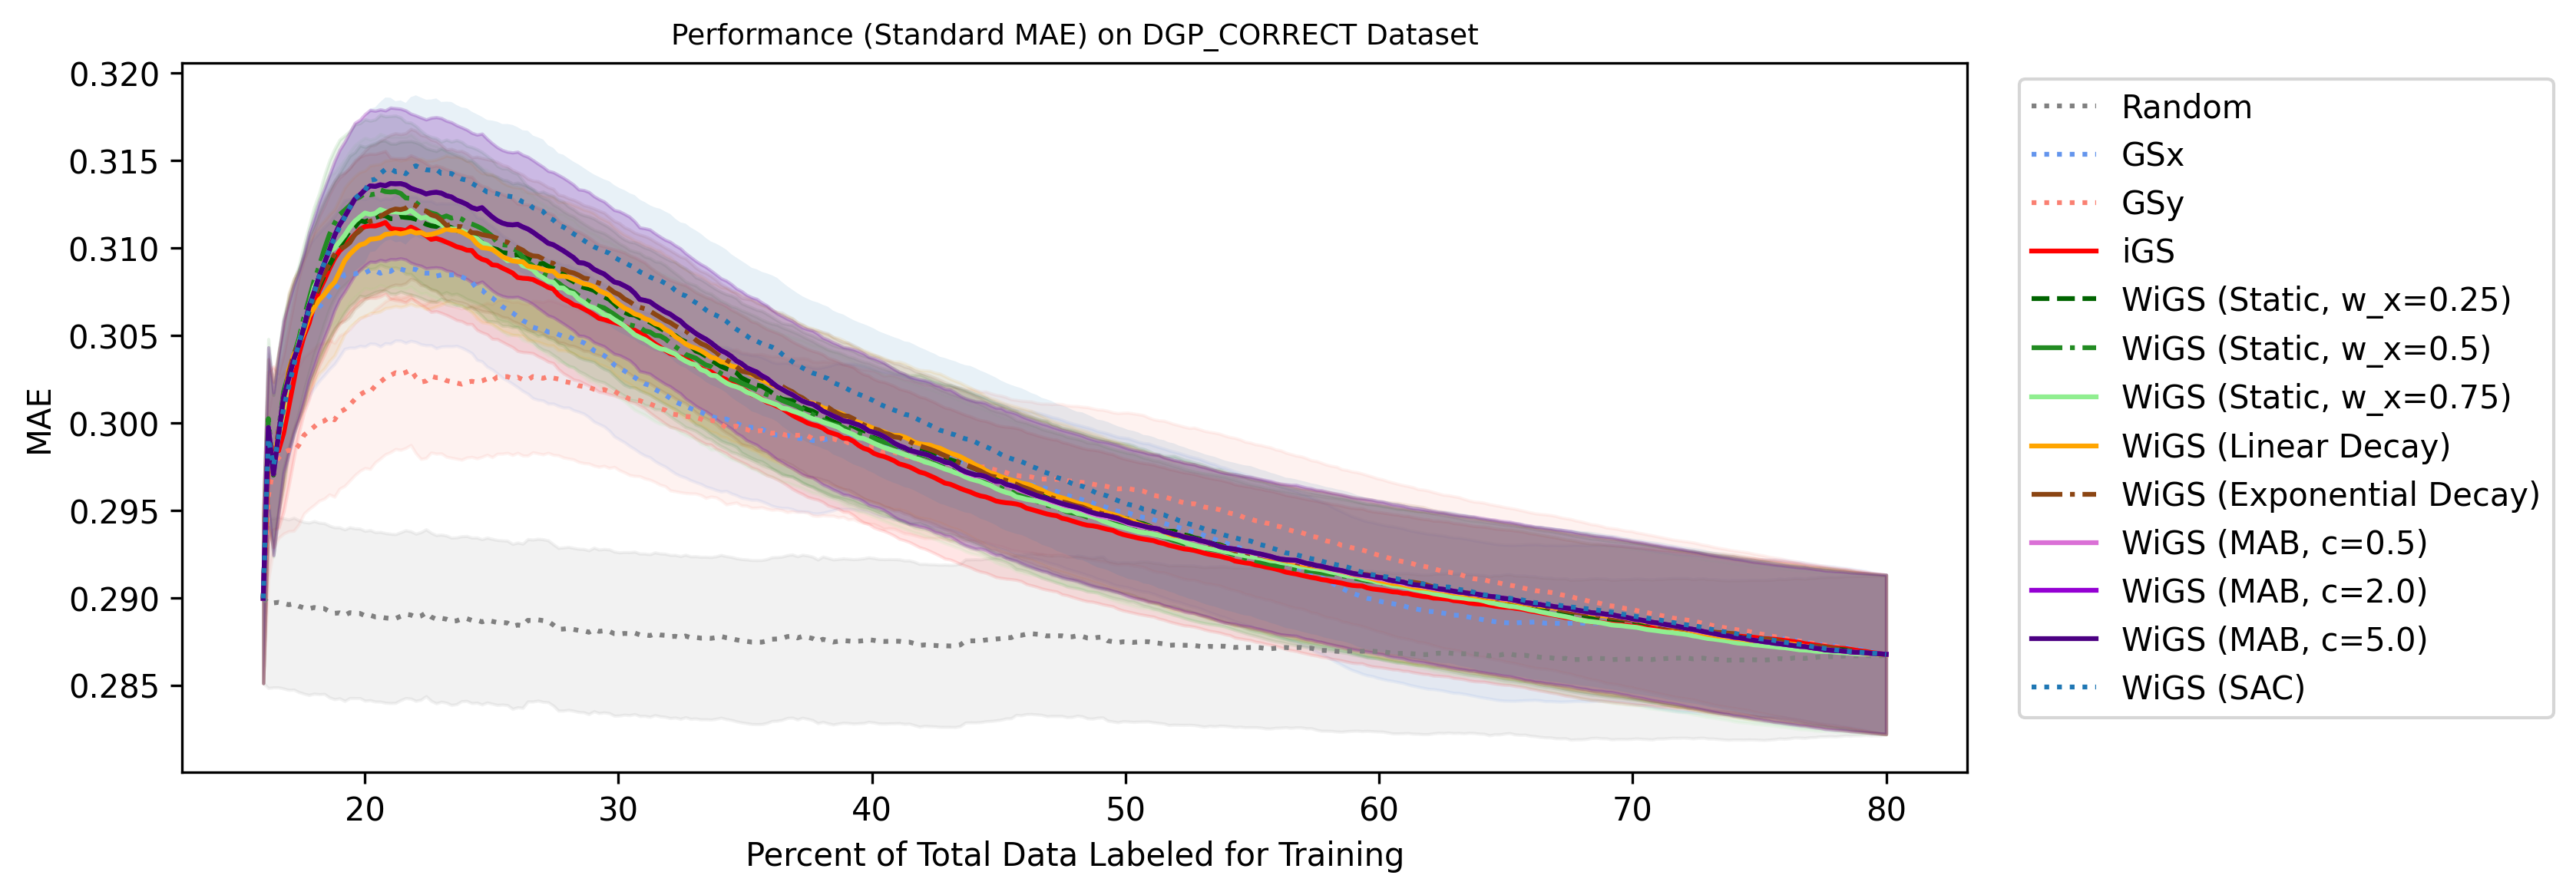 Performance (Standard MAE) on DGP_CORRECT Dataset
MAE
0.320
0.315
0.310
0.305
0.300
0.295
0.290
0.285
20 30 40 50 60 70 80
Percent of Total Data Labeled for Training
Random
GSx
GSy
iGS
WiGS (Static, w_x=0.25)
WiGS (Static, w_x=0.5)
WiGS (Static, w_x=0.75)
WiGS (Linear Decay)
WiGS (Exponential Decay)
WiGS (MAB, c=0.5)
WiGS (MAB, c=2.0)
WiGS (MAB, c=5.0)
WiGS (SAC)